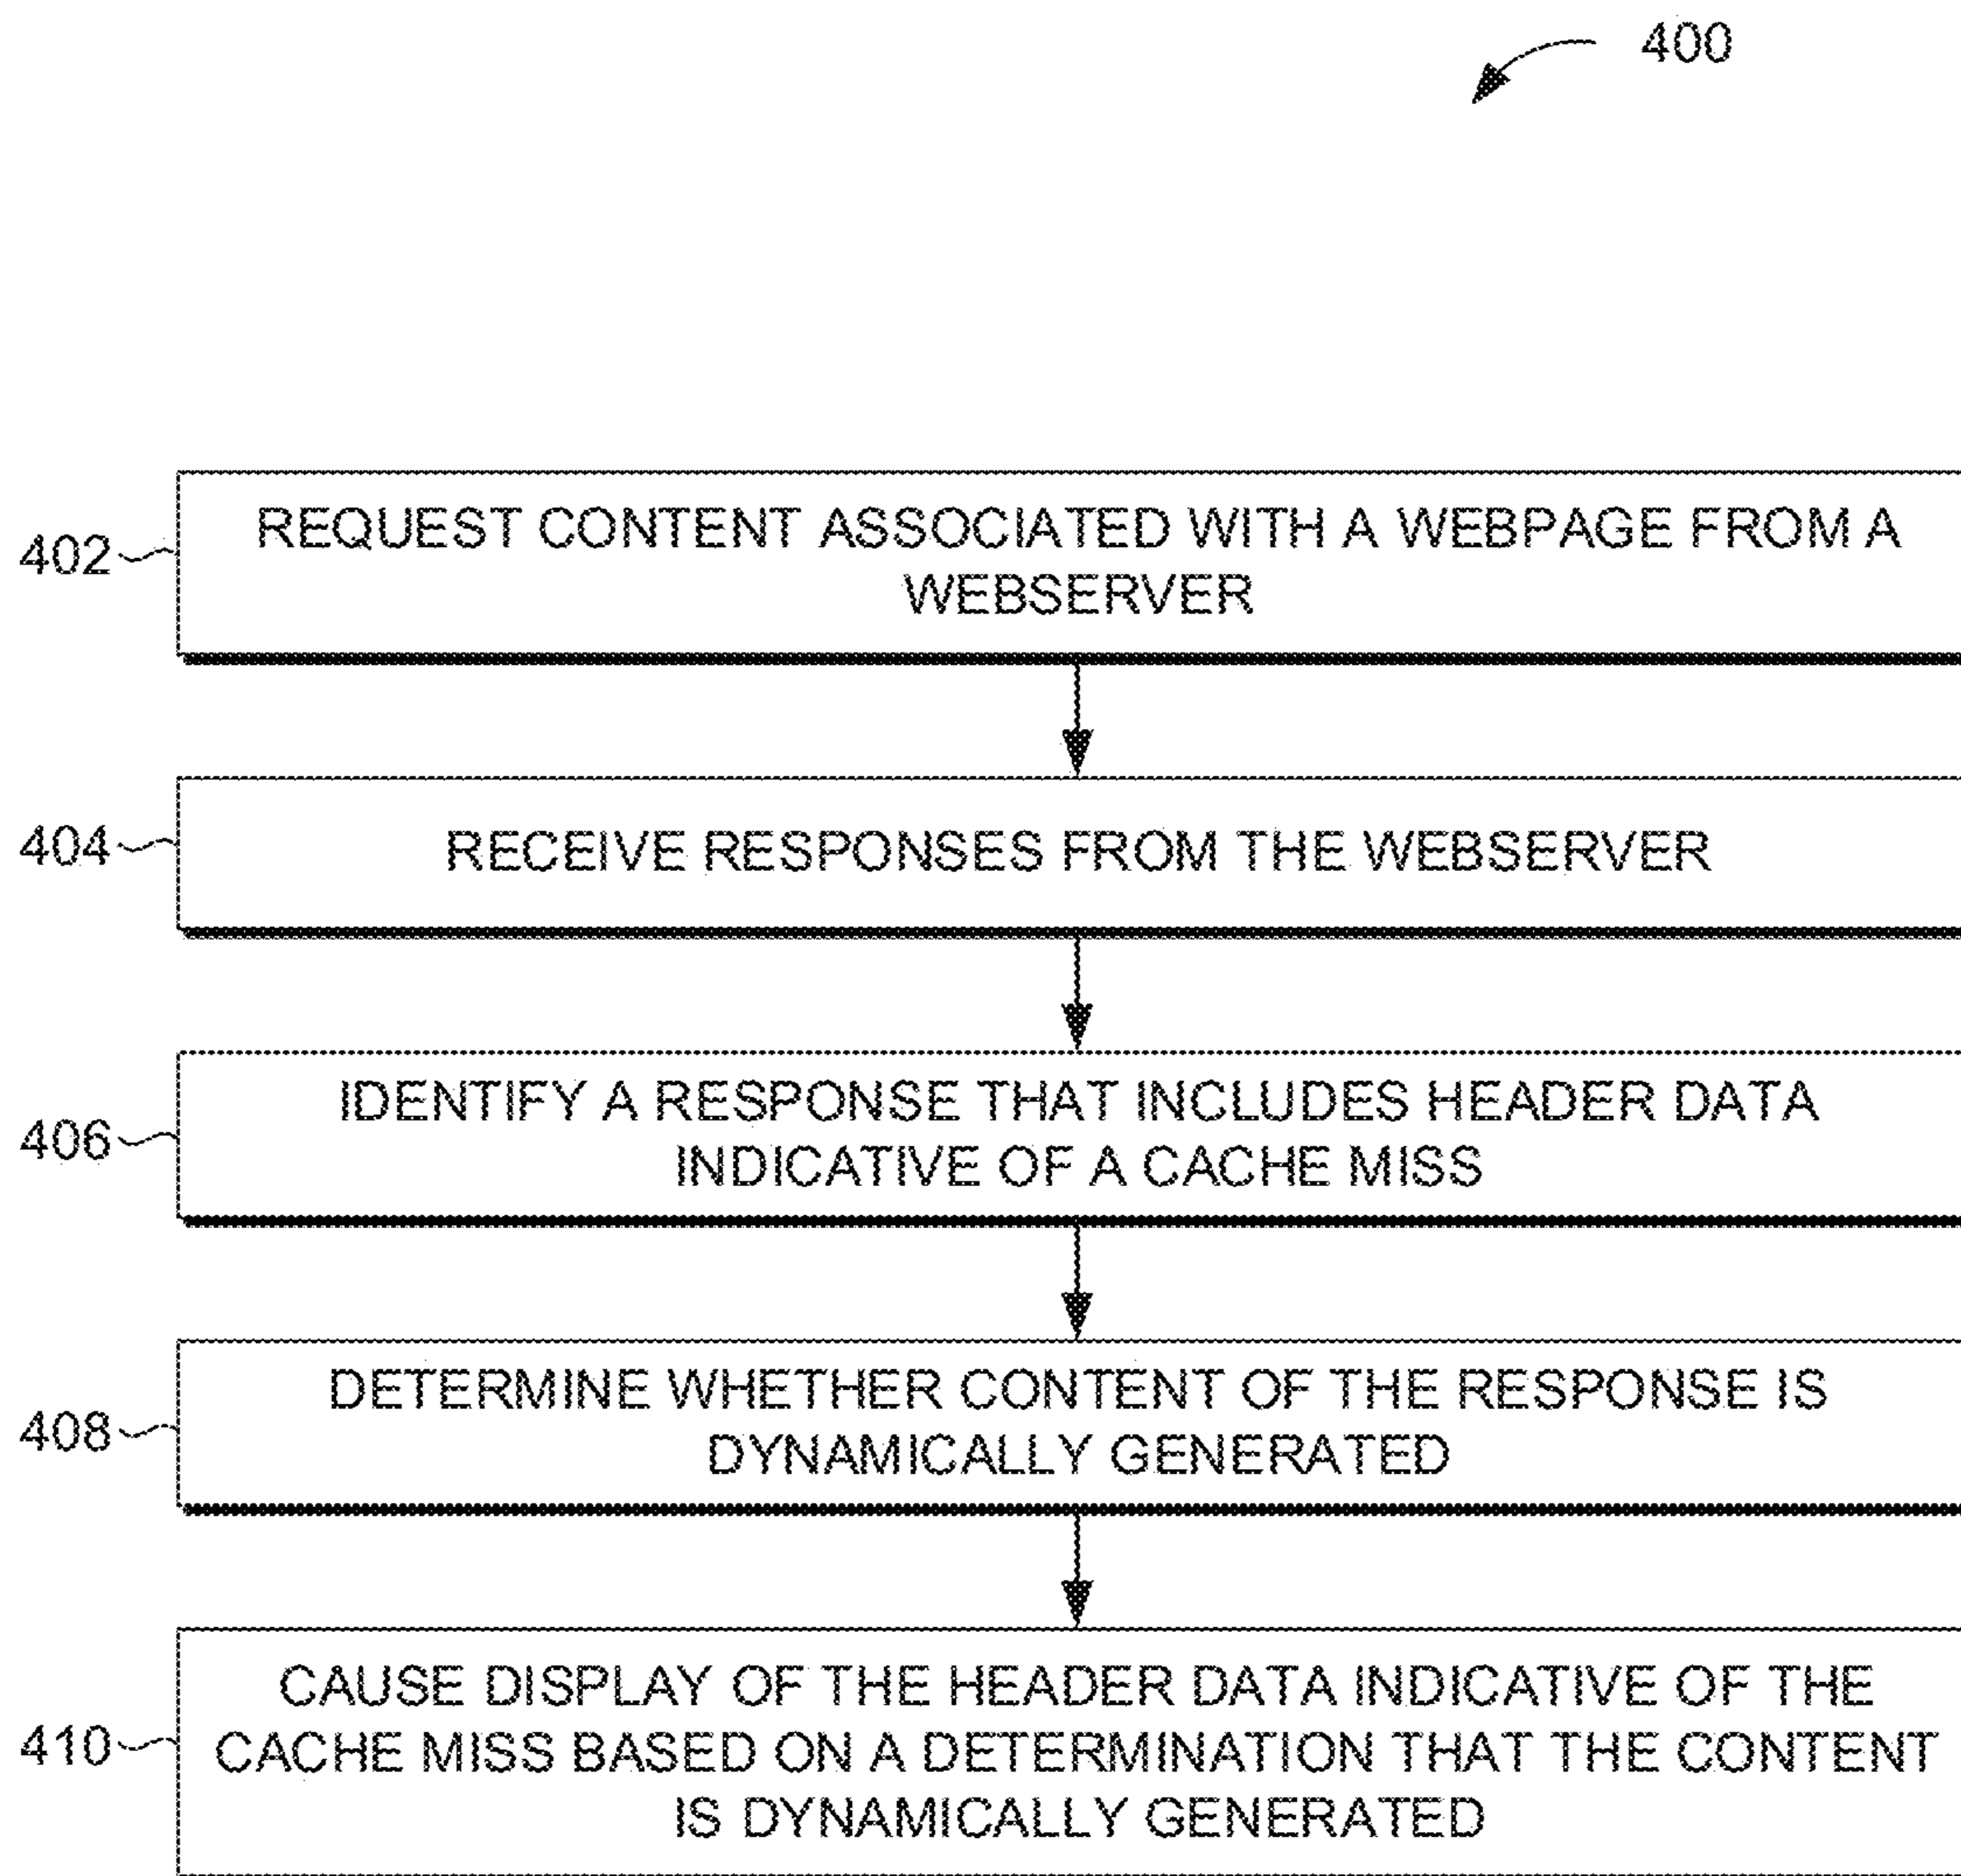 400
402
REQUEST CONTENT ASSOCIATED WITH A WEBPAGE FROM A
WEBSERVER
404
RECEIVE RESPONSES FROM THE WEBSERVER
406
IDENTIFY A RESPONSE THAT INCLUDES HEADER DATA
INDICATIVE OF A CACHE MISS
408
DETERMINE WHETHER CONTENT OF THE RESPONSE IS
DYNAMICALLY GENERATED
410
CAUSE DISPLAY OF THE HEADER DATA INDICATIVE OF THE
CACHE MISS BASED ON A DETERMINATION THAT THE CONTENT
IS DYNAMICALLY GENERATED